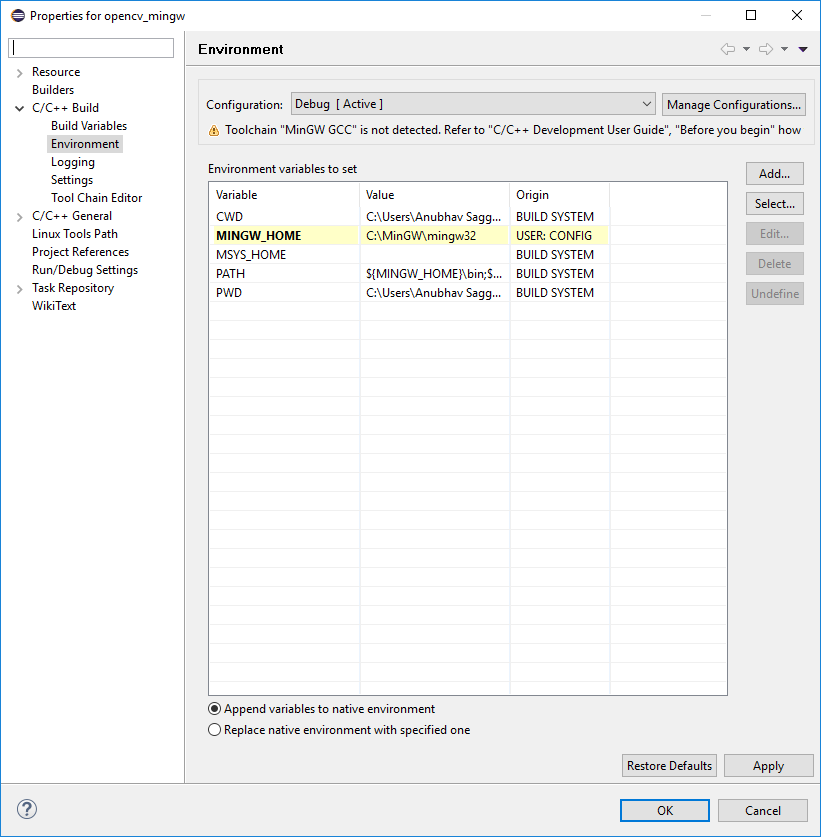 Properties for opencv_mingw
Environment
Resource
Builders
C/C++ Build
Build Variables
Environment
Logging
Settings
Tool Chain Editor
C/C++ General
Linux Tools Path
Project References
Run/Debug Settings
Task Repository
WikiText
Configuration: Debug [ Active ] Manage Configurations...
Toolchain "MinGW GCC" is not detected. Refer to "C/C++ Development User Guide", "Before you begin" how
Environment variables to set
Variable Value Origin
CWD C:\Users\Anubhav Sagg... BUILD SYSTEM
MINGW_HOME C:\MinGW\mingw32 USER: CONFIG
MSYS_HOME BUILD SYSTEM
PATH ${MINGW_HOME}\bin;$... BUILD SYSTEM
PWD C:\Users\Anubhav Sagg... BUILD SYSTEM
Add...
Select...
Edit...
Delete
Undefine
Append variables to native environment
Replace native environment with specified one
Restore Defaults Apply
? OK Cancel